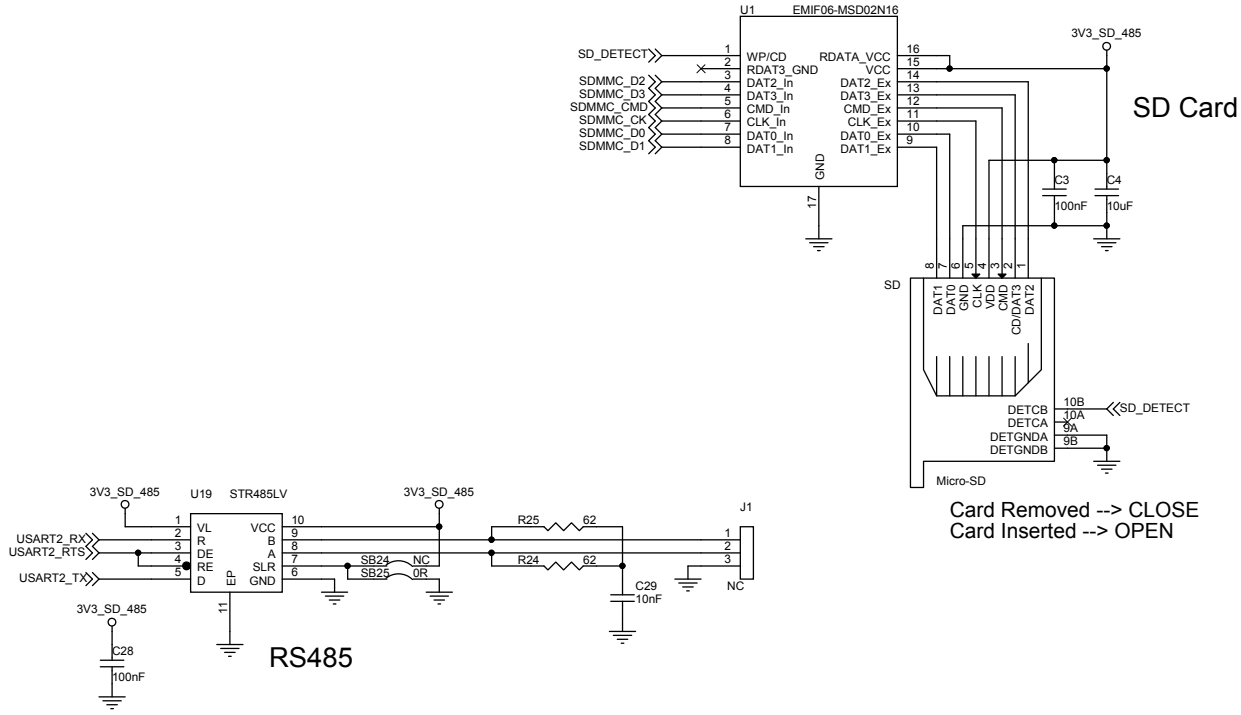 U1 EMIF06-MSD02N16
SD_DETECT 1 WP/CD RDATA_VCC 16
2 RDAT3_GND VCC 15
SDMMC_D2 3 DAT2_In DAT2_Ex 14
SDMMC_D3 4 DAT3_In DAT3_Ex 13
SDMMC_CMD 5 CMD_In CMD_Ex 12
SDMMC_CK 6 CLK_In CLK_Ex 11
SDMMC_D0 7 DAT0_In DAT0_Ex 10
SDMMC_D1 8 DAT1_In DAT1_Ex 9
GND
17
3V3_SD_485
SD Card
C3
100nF
C4
10uF
8 7 6 5 4 3 2 1
SD
DAT1 DAT0 GND CLK VDD CMD CD/DAT3 DAT2
DETCB 10B SD_DETECT
DETCA 10A
DETGNDA 9A
DETGNDB 9B
Micro-SD
Card Removed --> CLOSE
Card Inserted --> OPEN
3V3_SD_485
U19 STR485LV
3V3_SD_485
1 VL VCC 10
USART2_RX 2 R B 9
USART2_RTS 3 DE A 8
4 RE SLR 7
USART2_TX 5 D GND 6
EP
11
SB24 NC
SB25 0R
R25 62
R24 62
C29
10nF
J1
1
2
3
NC
3V3_SD_485
C28
100nF
RS485